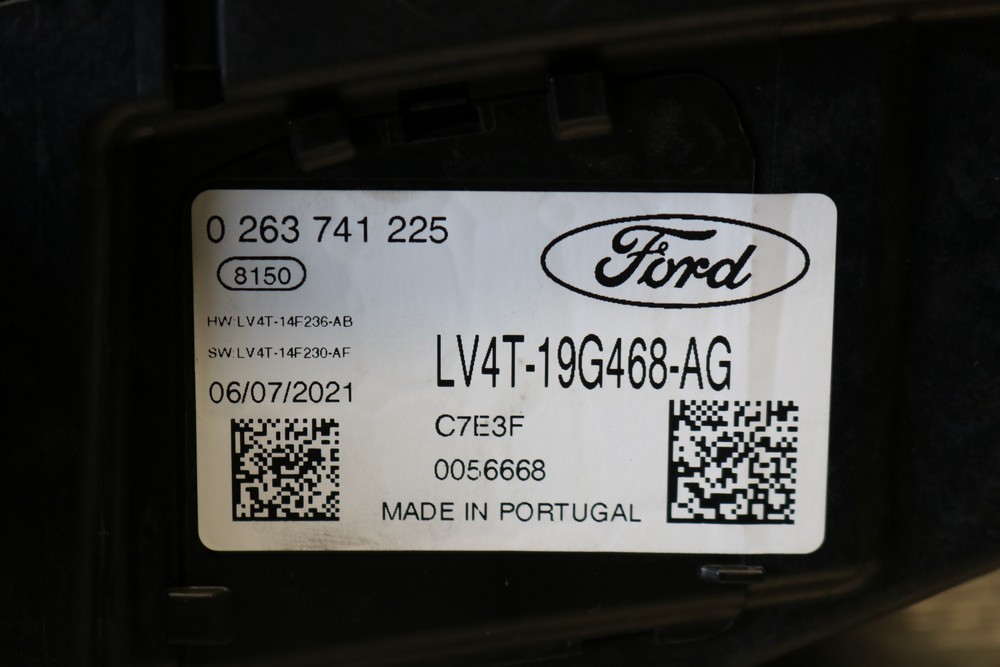 0 263 741 225
Ford
8150
HW:LV4T-14F236-AB
SW:LV4T-14F230-AF
LV4T-19G468-AG
06/07/2021
C7E3F
0056668
MADE IN PORTUGAL